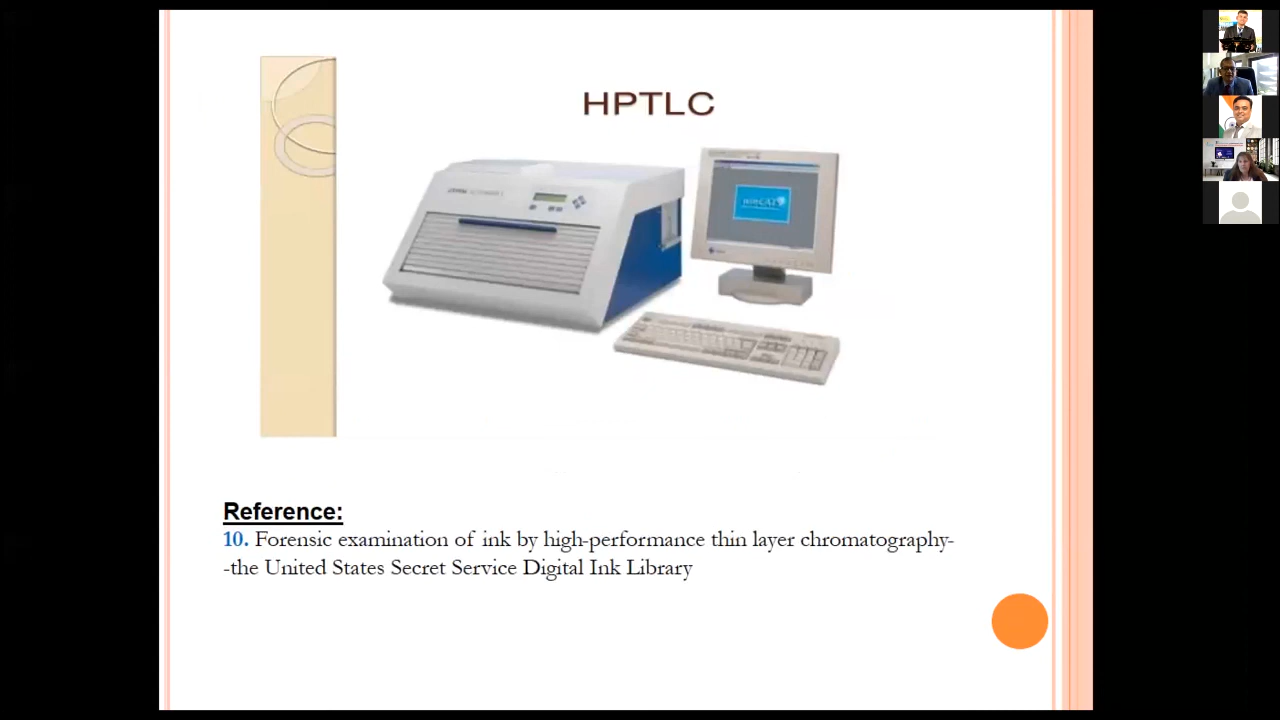 HPTLC
Reference:
10. Forensic examination of ink by high-performance thin layer chromatography-
-the United States Secret Service Digital Ink Library